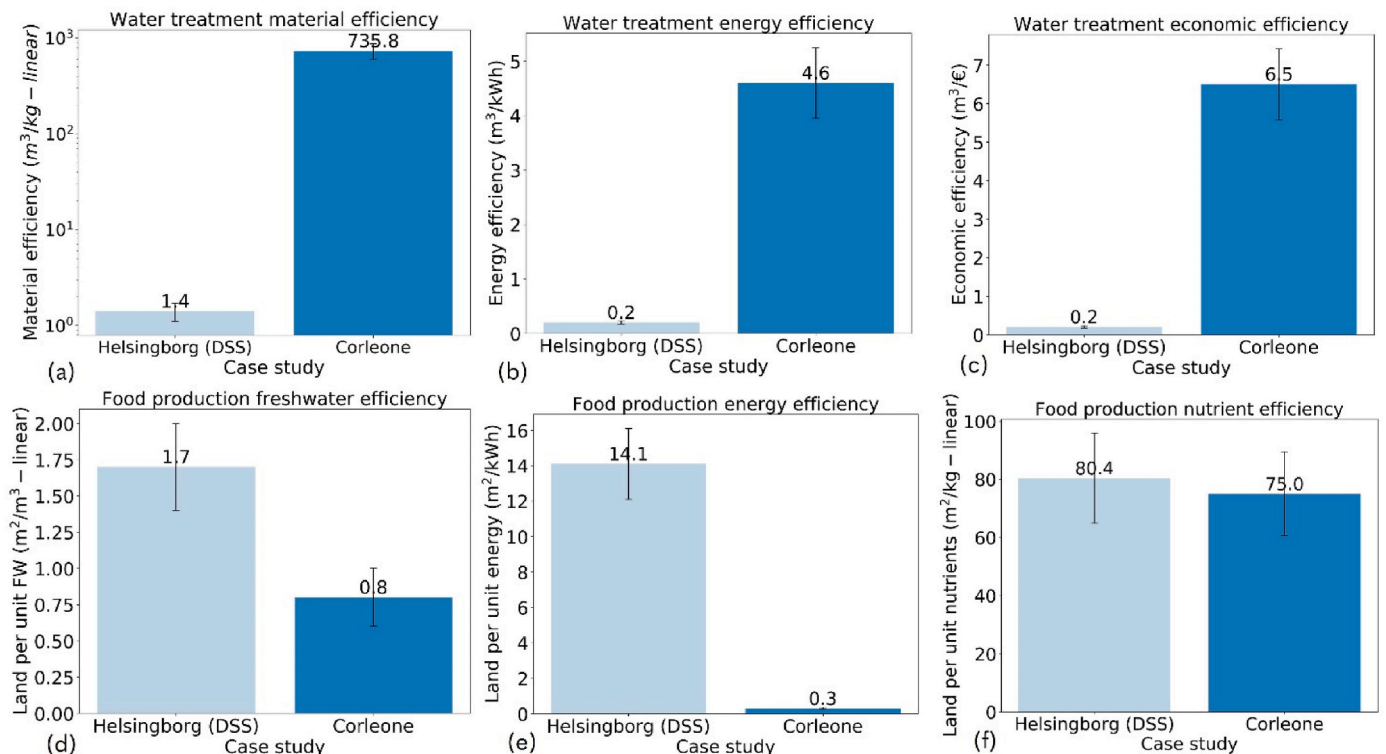 Water treatment material efficiency
Material efficiency (m³/kg − linear)
10³
10²
10¹
10⁰
735.8
1.4
Helsingborg (DSS)
Corleone
Case study
(a)
Water treatment energy efficiency
Energy efficiency (m³/kWh)
5
4
3
2
1
0
4.6
0.2
Helsingborg (DSS)
Corleone
Case study
(b)
Water treatment economic efficiency
Economic efficiency (m³/€)
7
6
5
4
3
2
1
0
6.5
0.2
Helsingborg (DSS)
Corleone
Case study
(c)
Food production freshwater efficiency
Land per unit FW (m²/m³ − linear)
2.00
1.75
1.50
1.25
1.00
0.75
0.50
0.25
0.00
1.7
0.8
Helsingborg (DSS)
Corleone
Case study
(d)
Food production energy efficiency
Land per unit energy (m²/kWh)
16
14
12
10
8
6
4
2
0
14.1
0.3
Helsingborg (DSS)
Corleone
Case study
(e)
Food production nutrient efficiency
Land per unit nutrients (m²/kg − linear)
100
80
60
40
20
0
80.4
75.0
Helsingborg (DSS)
Corleone
Case study
(f)